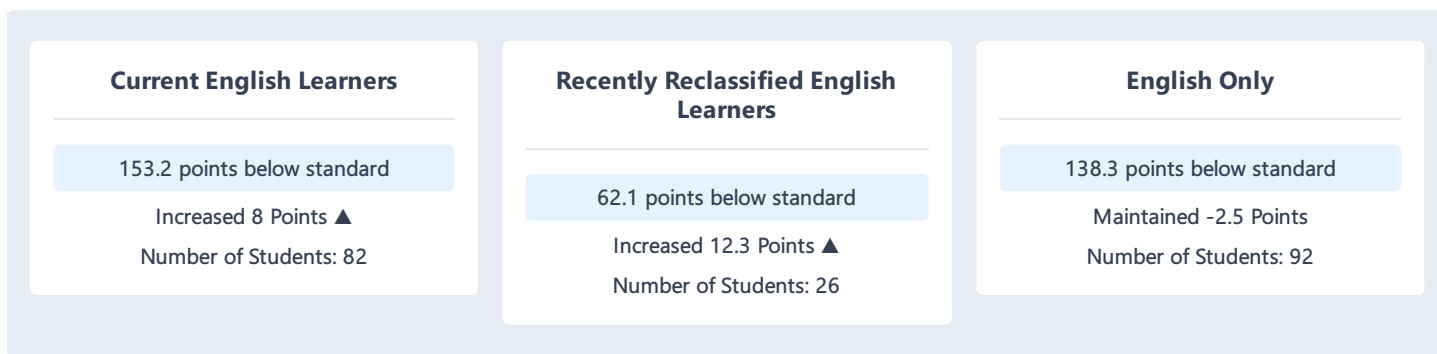 Current English Learners
153.2 points below standard
Increased 8 Points ▲
Number of Students: 82
Recently Reclassified English
Learners
62.1 points below standard
Increased 12.3 Points ▲
Number of Students: 26
English Only
138.3 points below standard
Maintained -2.5 Points
Number of Students: 92